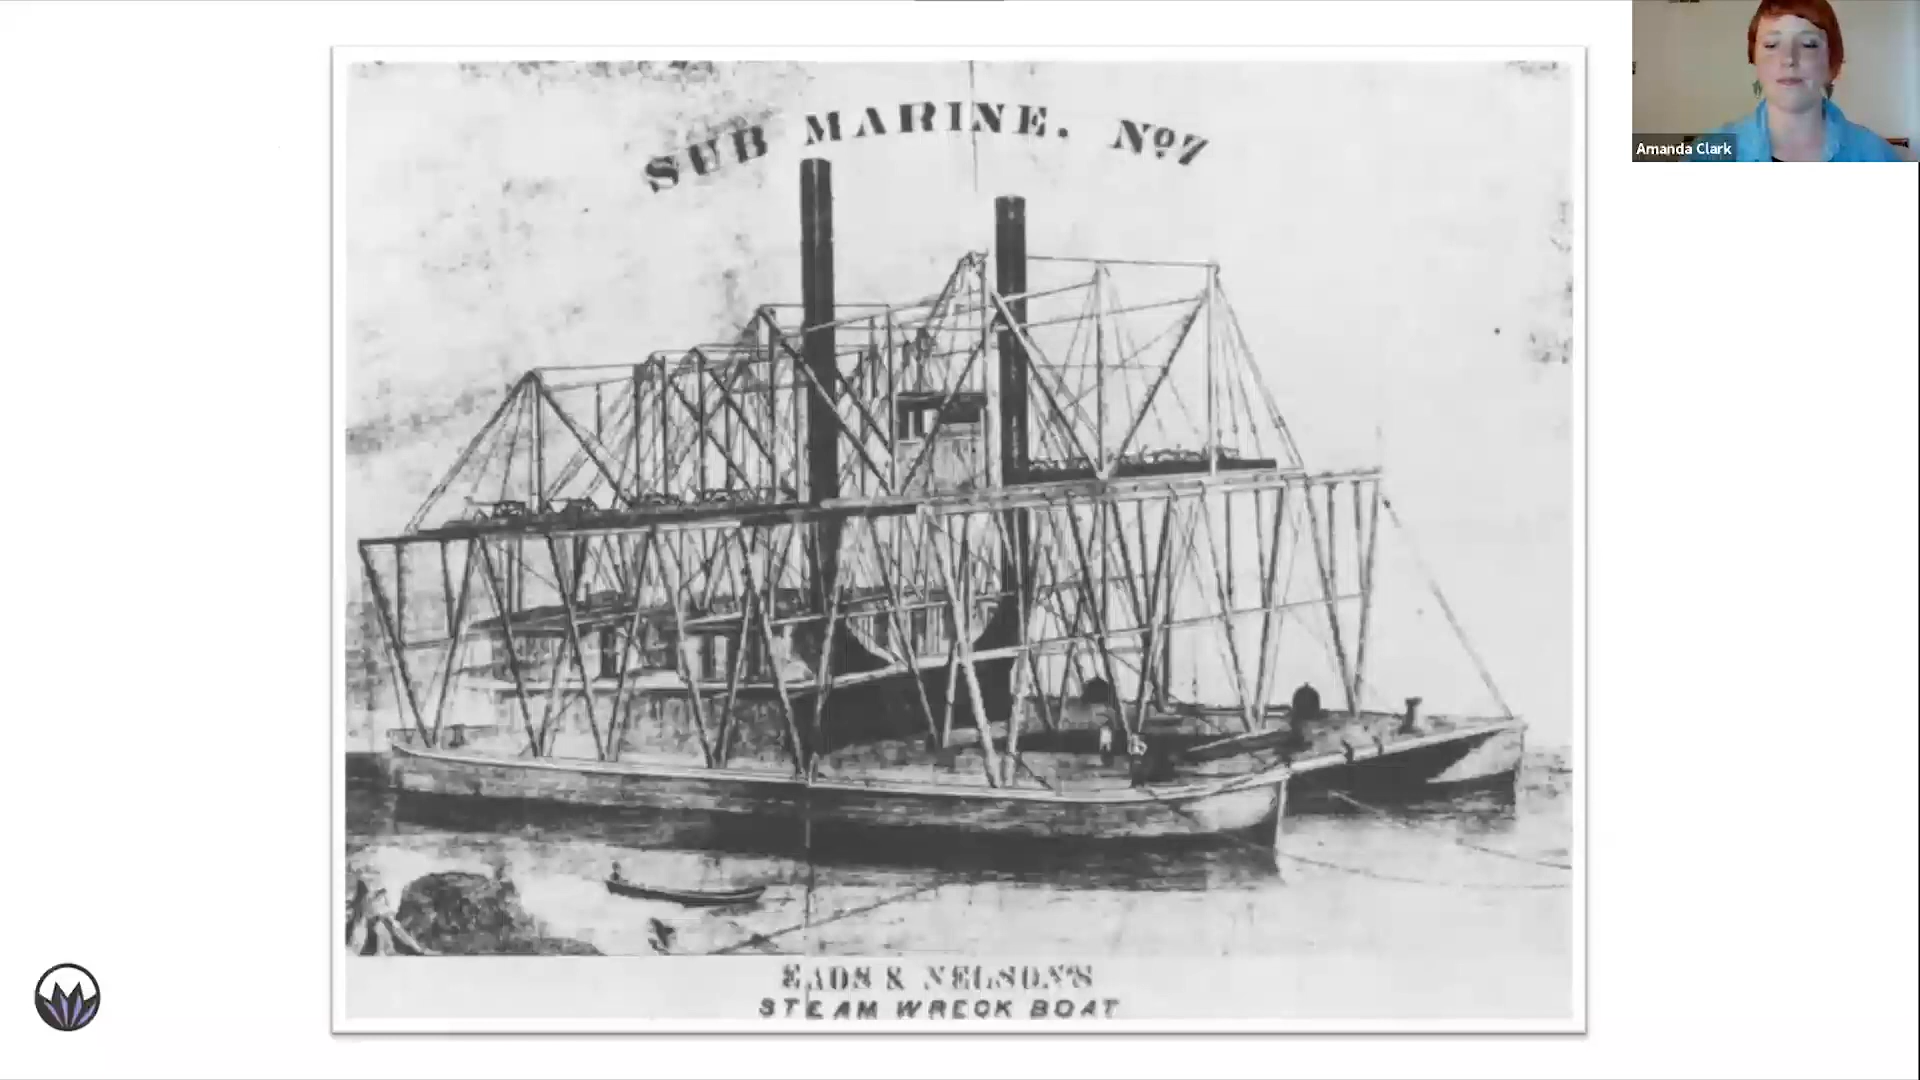 SUB MARINE. No7
Amanda Clark
EADS & NELSON'S
STEAM WRECK BOAT